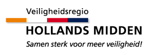 Veiligheidsregio
HOLLANDS MIDDEN
Samen sterk voor meer veiligheid!